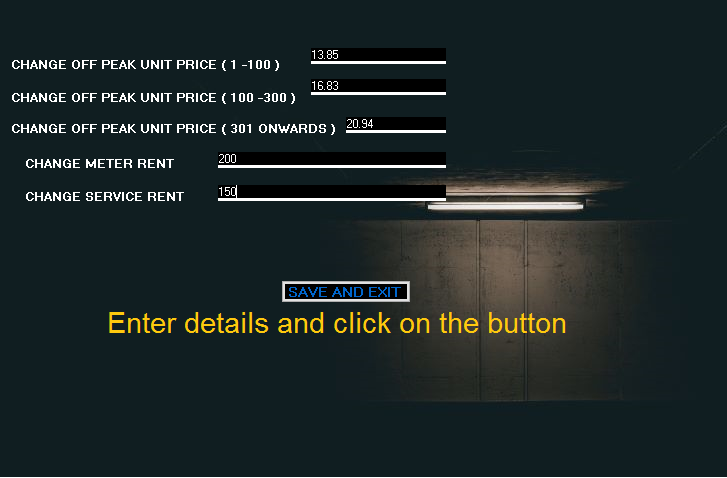 CHANGE OFF PEAK UNIT PRICE ( 1 -100 ) 13.85
CHANGE OFF PEAK UNIT PRICE ( 100 -300 ) 16.83
CHANGE OFF PEAK UNIT PRICE ( 301 ONWARDS ) 20.94
CHANGE METER RENT 200
CHANGE SERVICE RENT 150
SAVE AND EXIT
Enter details and click on the button